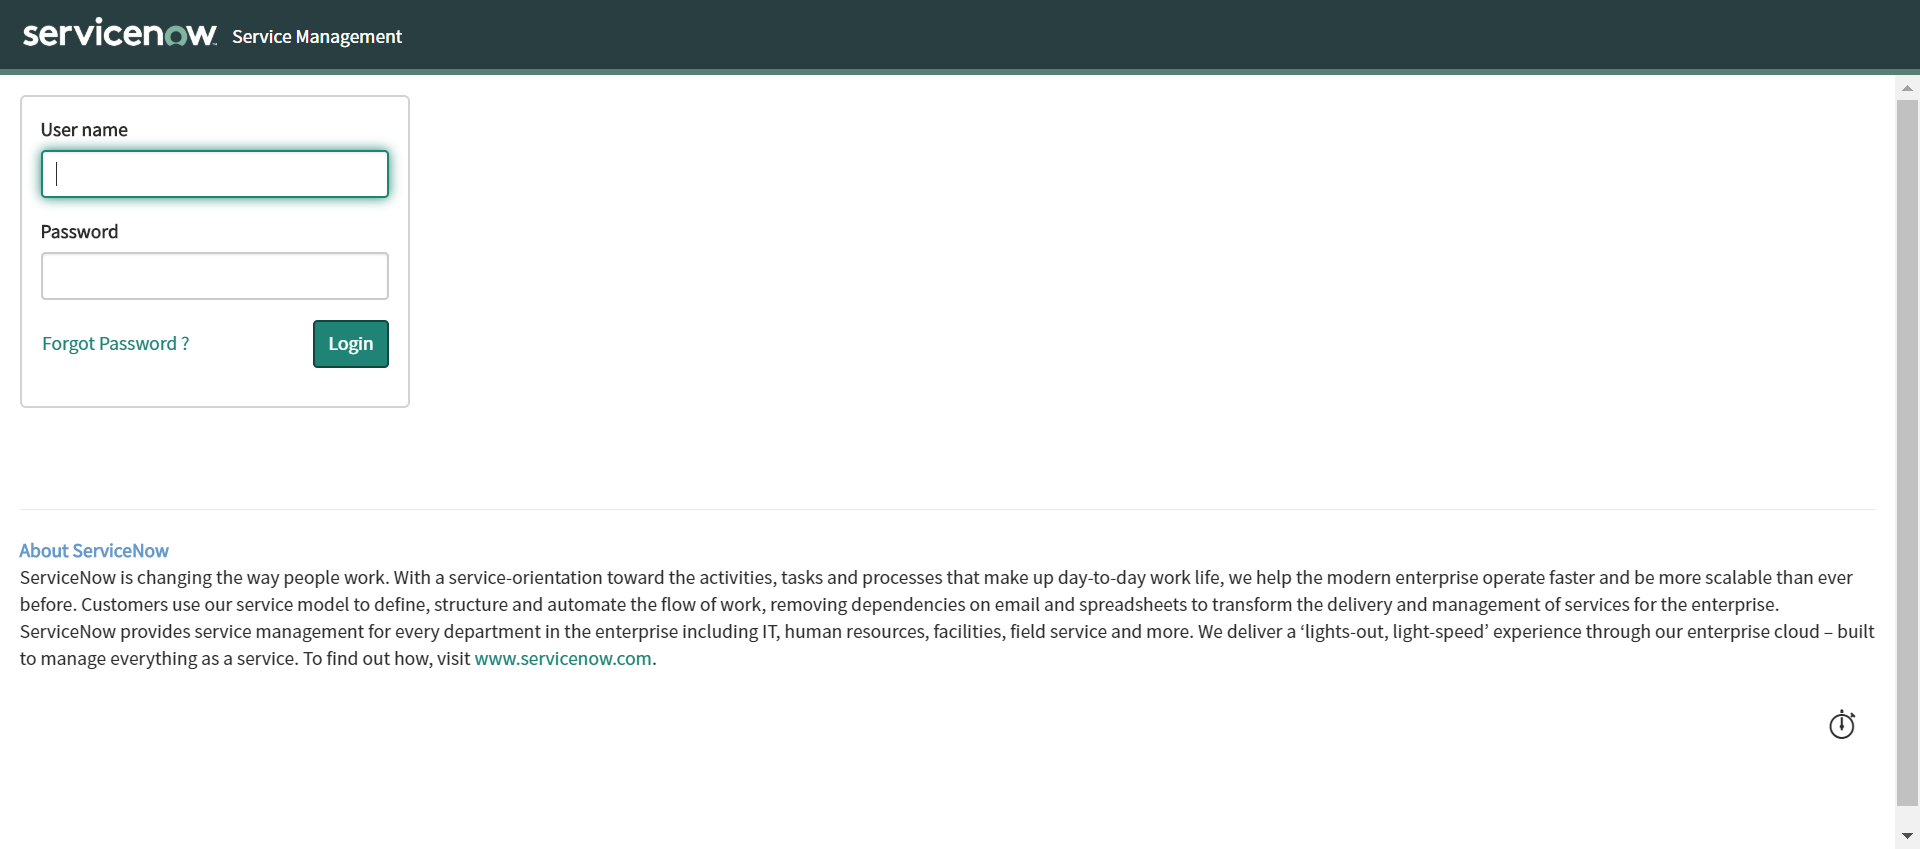 servicenow Service Management
User name
Password
Forgot Password ?
Login
About ServiceNow
ServiceNow is changing the way people work. With a service-orientation toward the activities, tasks and processes that make up day-to-day work life, we help the modern enterprise operate faster and be more scalable than ever
before. Customers use our service model to define, structure and automate the flow of work, removing dependencies on email and spreadsheets to transform the delivery and management of services for the enterprise.
ServiceNow provides service management for every department in the enterprise including IT, human resources, facilities, field service and more. We deliver a ‘lights-out, light-speed’ experience through our enterprise cloud – built
to manage everything as a service. To find out how, visit www.servicenow.com.